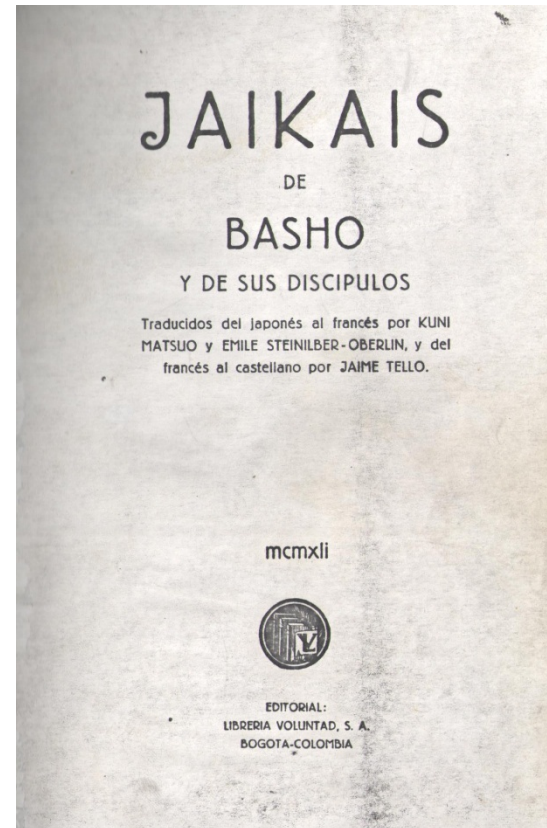 JAIKAIS
DE
BASHO
Y DE SUS DISCIPULOS
Traducidos del japonés al francés por KUNI
MATSUO y EMILE STEINILBER-OBERLIN, y del
francés al castellano por JAIME TELLO.
mcmxli
V
EDITORIAL:
LIBRERIA VOLUNTAD, S. A.
BOGOTA-COLOMBIA